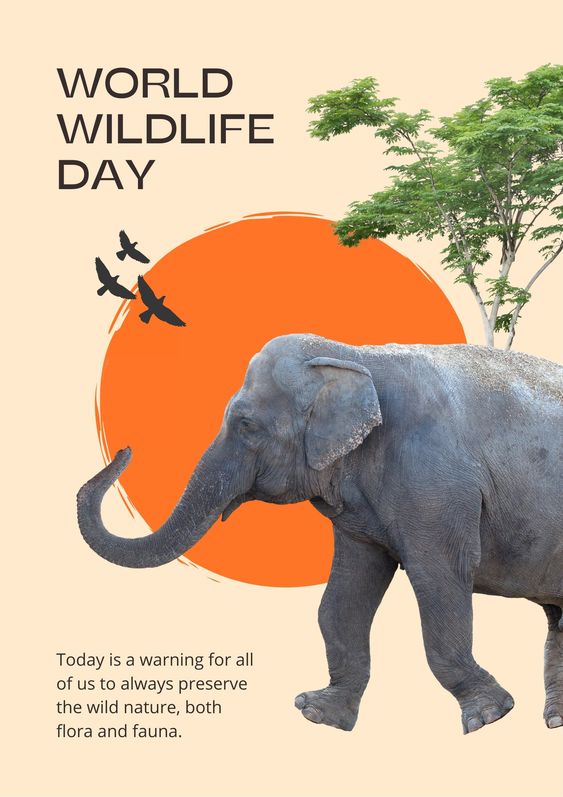 WORLD
WILDLIFE
DAY
Today is a warning for all
of us to always preserve
the wild nature, both
flora and fauna.